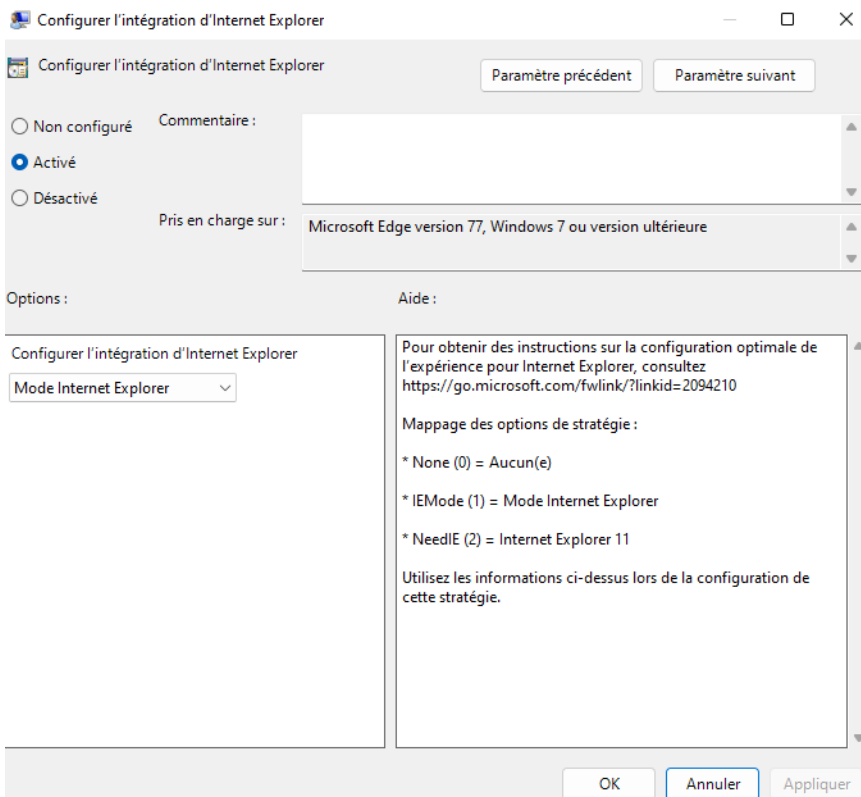 Configurer l'intégration d'Internet Explorer
Configurer l'intégration d'Internet Explorer
Paramètre précédent
Paramètre suivant
Non configuré
Commentaire :
Activé
Désactivé
Pris en charge sur :
Microsoft Edge version 77, Windows 7 ou version ultérieure
Options :
Aide :
Configurer l'intégration d'Internet Explorer
Mode Internet Explorer
Pour obtenir des instructions sur la configuration optimale de
l'expérience pour Internet Explorer, consultez
https://go.microsoft.com/fwlink/?linkid=2094210
Mappage des options de stratégie :
* None (0) = Aucun(e)
* IEMode (1) = Mode Internet Explorer
* NeedIE (2) = Internet Explorer 11
Utilisez les informations ci-dessus lors de la configuration de
cette stratégie.
OK
Annuler
Appliquer